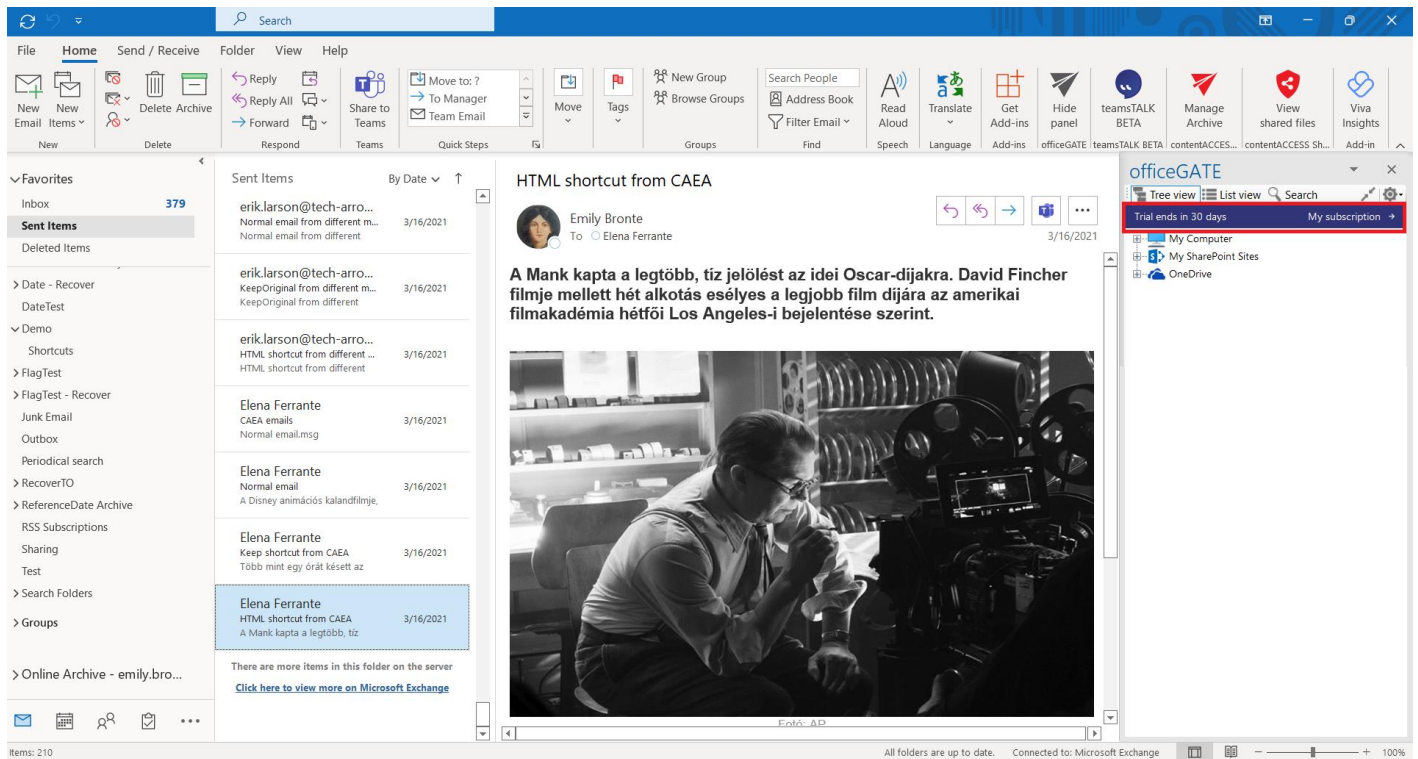 Search
File Home Send / Receive Folder View Help
New Email
New Items
Delete
Archive
Reply
Reply All
Forward
Share to Teams
Move to: ?
To Manager
Team Email
Move
Tags
New Group
Browse Groups
Search People
Address Book
Filter Email
Read Aloud
Translate
Get Add-ins
Hide panel
teamsTALK BETA
Manage Archive
View shared files
Viva Insights
New Delete Respond Teams Quick Steps Groups Find Speech Language Add-ins officeGATE teamsTALK BETA contentACCES... contentACCESS Sh... Add-in
Favorites
Inbox 379
Sent Items
Deleted Items
Date - Recover
DateTest
Demo
Shortcuts
FlagTest
FlagTest - Recover
Junk Email
Outbox
Periodical search
RecoverTO
ReferenceDate Archive
RSS Subscriptions
Sharing
Test
Search Folders
Groups
Online Archive - emily.bro...
Sent Items By Date
erik.larson@tech-arro...
Normal email from different m... 3/16/2021
Normal email from different
erik.larson@tech-arro...
KeepOriginal from different m... 3/16/2021
KeepOriginal from different
erik.larson@tech-arro...
HTML shortcut from different ... 3/16/2021
HTML shortcut from different
Elena Ferrante
CAEA emails 3/16/2021
Normal email.msg
Elena Ferrante
Normal email 3/16/2021
A Disney animációs kalandfilmje,
Elena Ferrante
Keep shortcut from CAEA 3/16/2021
Több mint egy órát késett az
Elena Ferrante
HTML shortcut from CAEA 3/16/2021
A Mank kapta a legtöbb, tíz
There are more items in this folder on the server
Click here to view more on Microsoft Exchange
HTML shortcut from CAEA
Emily Bronte
To Elena Ferrante
3/16/2021
A Mank kapta a legtöbb, tíz jelölést az idei Oscar-díjakra. David Fincher
filmje mellett hét alkotás esélyes a legjobb film díjára az amerikai
filmakadémia hétfői Los Angeles-i bejelentése szerint.
Fotó: AP
officeGATE
Tree view List view Search
Trial ends in 30 days My subscription
My Computer
My SharePoint Sites
OneDrive
Items: 210
All folders are up to date. Connected to: Microsoft Exchange 100%